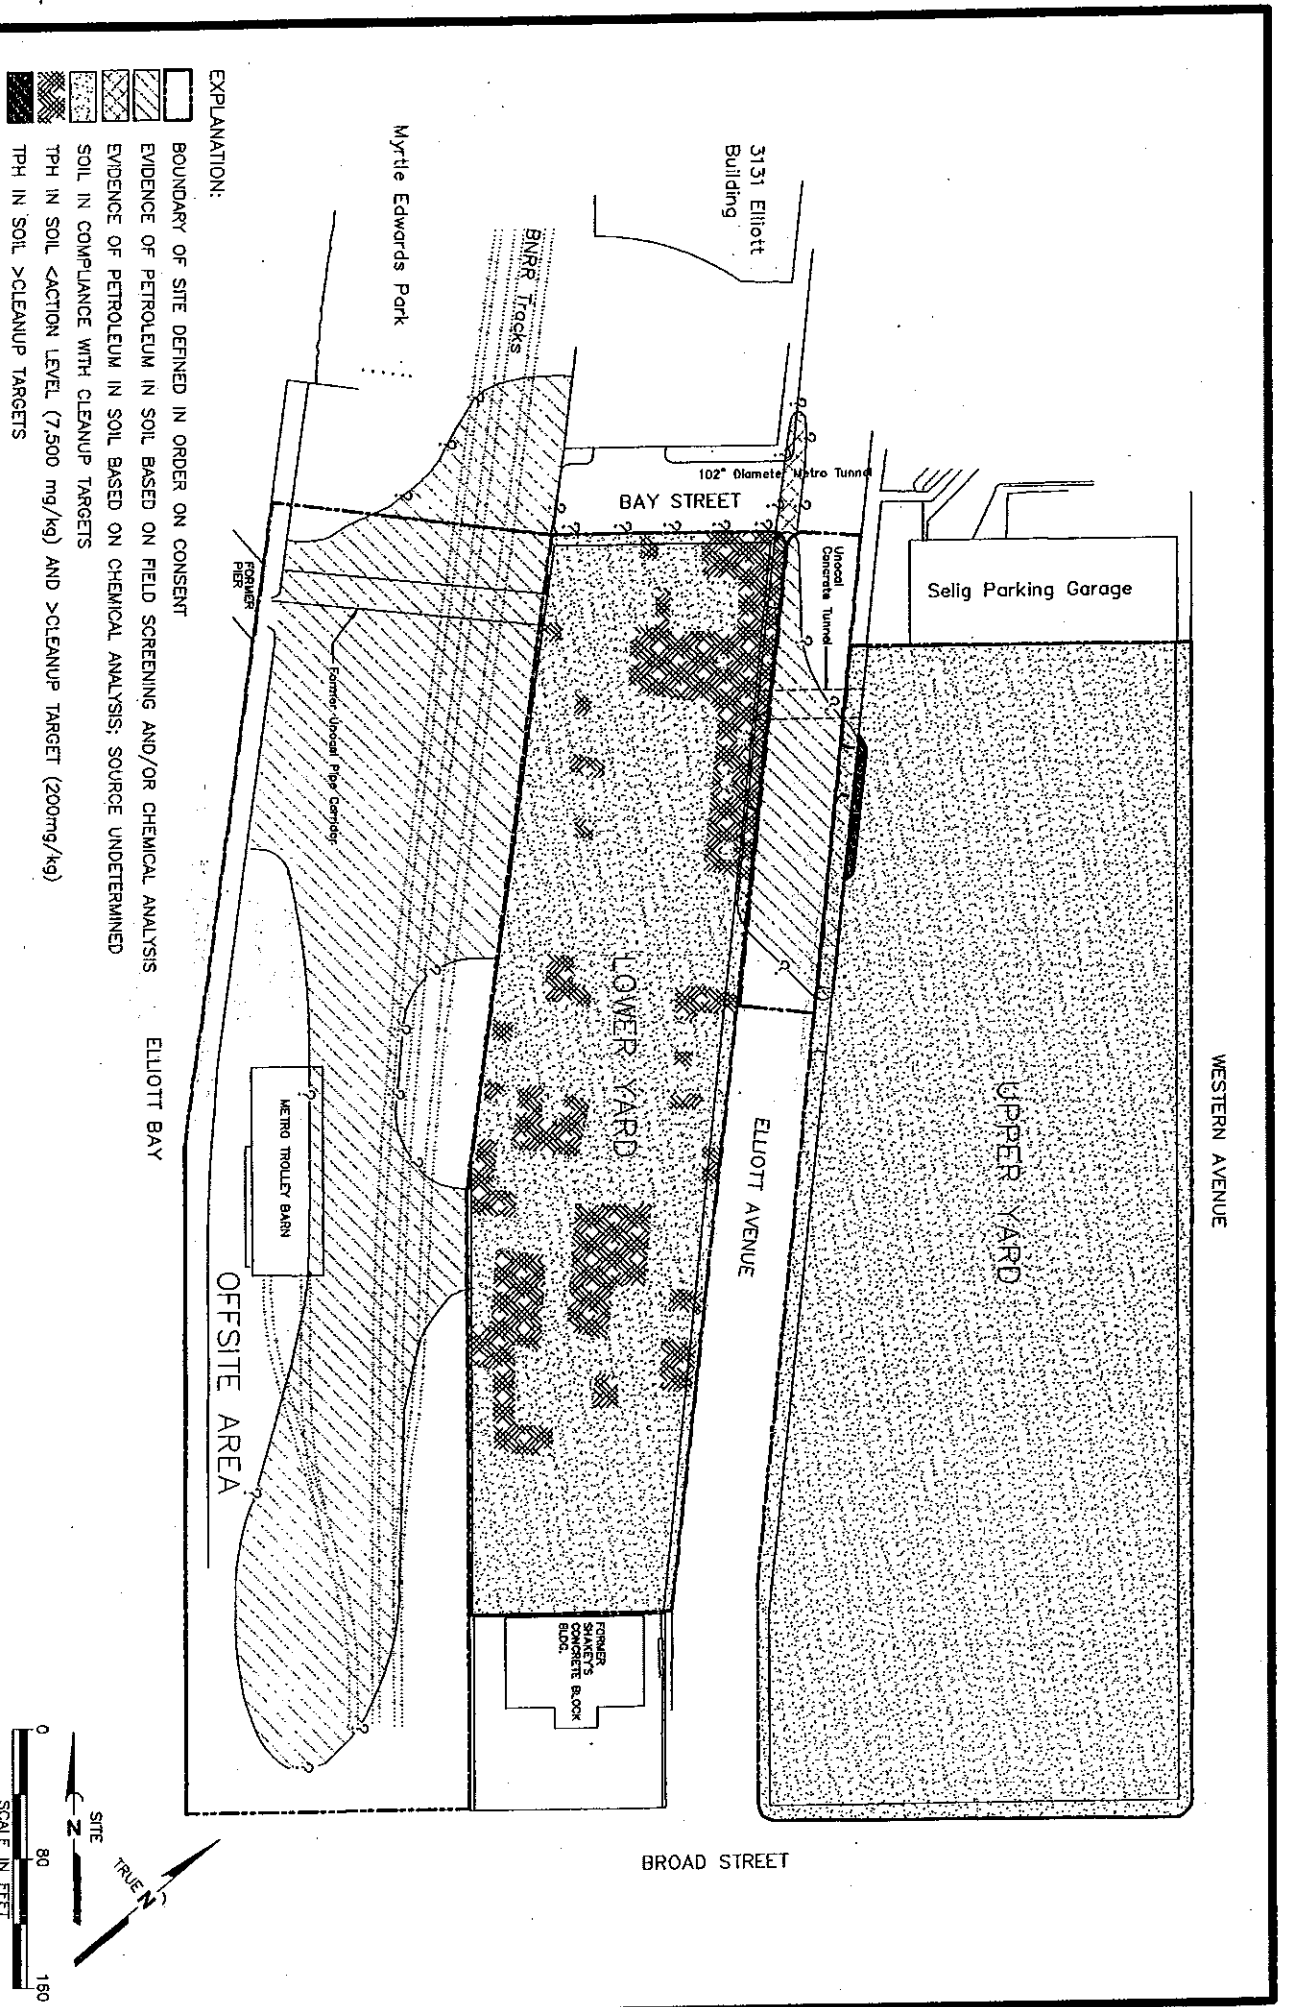 WESTERN AVENUE
Selig Parking Garage
UPPER YARD
Unocal
Concrete Tunnel
102" Diameter Metro Tunnel
BAY STREET
ELLIOTT AVENUE
3131 Elliott
Building
LOWER YARD
BROAD STREET
FORMER
SHAKEY'S
CONCRETE BLOCK
BLDG.
BNRR Tracks
Myrtle Edwards Park
Former Unocal Pipe Corridor
FORMER
PIER
METRO TROLLEY BARN
OFFSITE AREA
ELLIOTT BAY
EXPLANATION:
BOUNDARY OF SITE DEFINED IN ORDER ON CONSENT
EVIDENCE OF PETROLEUM IN SOIL BASED ON FIELD SCREENING AND/OR CHEMICAL ANALYSIS
EVIDENCE OF PETROLEUM IN SOIL BASED ON CHEMICAL ANALYSIS; SOURCE UNDETERMINED
SOIL IN COMPLIANCE WITH CLEANUP TARGETS
TPH IN SOIL <ACTION LEVEL (7,500 mg/kg) AND >CLEANUP TARGET (200mg/kg)
TPH IN SOIL >CLEANUP TARGETS
SITE
N
TRUE N
0 80 160
SCALE IN FEET